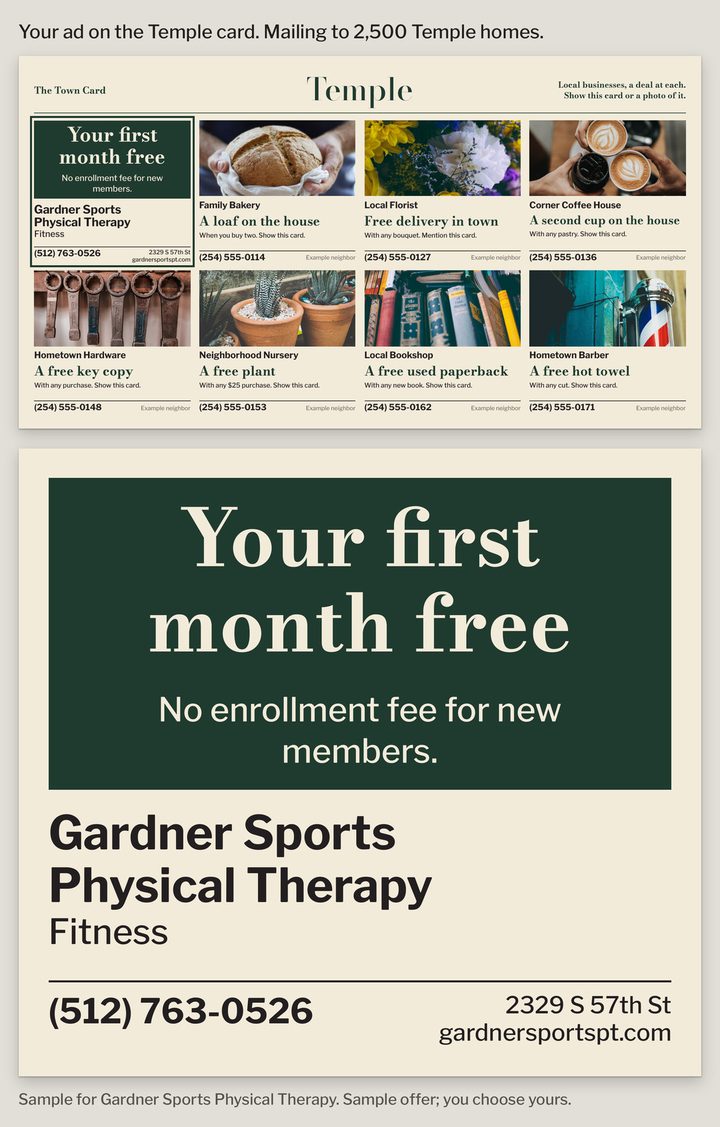 Your ad on the Temple card. Mailing to 2,500 Temple homes.
The Town Card
Temple
Local businesses, a deal at each.
Show this card or a photo of it.
Your first
month free
No enrollment fee for new
members.
Gardner Sports
Physical Therapy
Fitness
(512) 763-0526
2329 S 57th St
gardnersportspt.com
Family Bakery
A loaf on the house
When you buy two. Show this card.
(254) 555-0114
Example neighbor
Local Florist
Free delivery in town
With any bouquet. Mention this card.
(254) 555-0127
Example neighbor
Corner Coffee House
A second cup on the house
With any pastry. Show this card.
(254) 555-0136
Example neighbor
Hometown Hardware
A free key copy
With any purchase. Show this card.
(254) 555-0148
Example neighbor
Neighborhood Nursery
A free plant
With any $25 purchase. Show this card.
(254) 555-0153
Example neighbor
Local Bookshop
A free used paperback
With any new book. Show this card.
(254) 555-0162
Example neighbor
Hometown Barber
A free hot towel
With any cut. Show this card.
(254) 555-0171
Example neighbor
Your first
month free
No enrollment fee for new
members.
Gardner Sports
Physical Therapy
Fitness
(512) 763-0526
2329 S 57th St
gardnersportspt.com
Sample for Gardner Sports Physical Therapy. Sample offer; you choose yours.